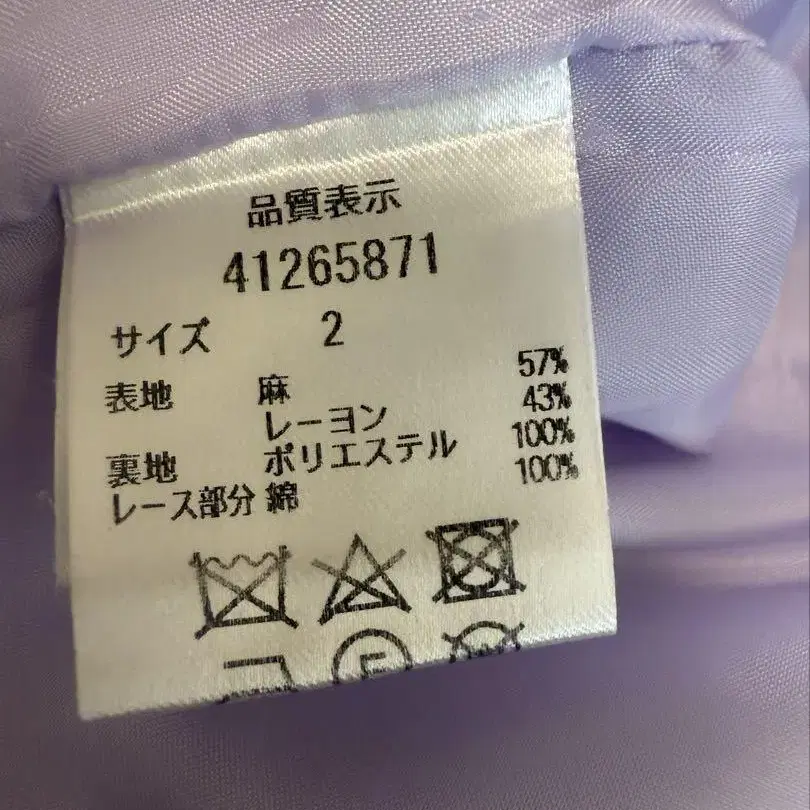 品質表示
41265871
サイズ 2
表地 麻 57%
レーヨン 43%
裏地 ポリエステル 100%
レース部分 綿 100%